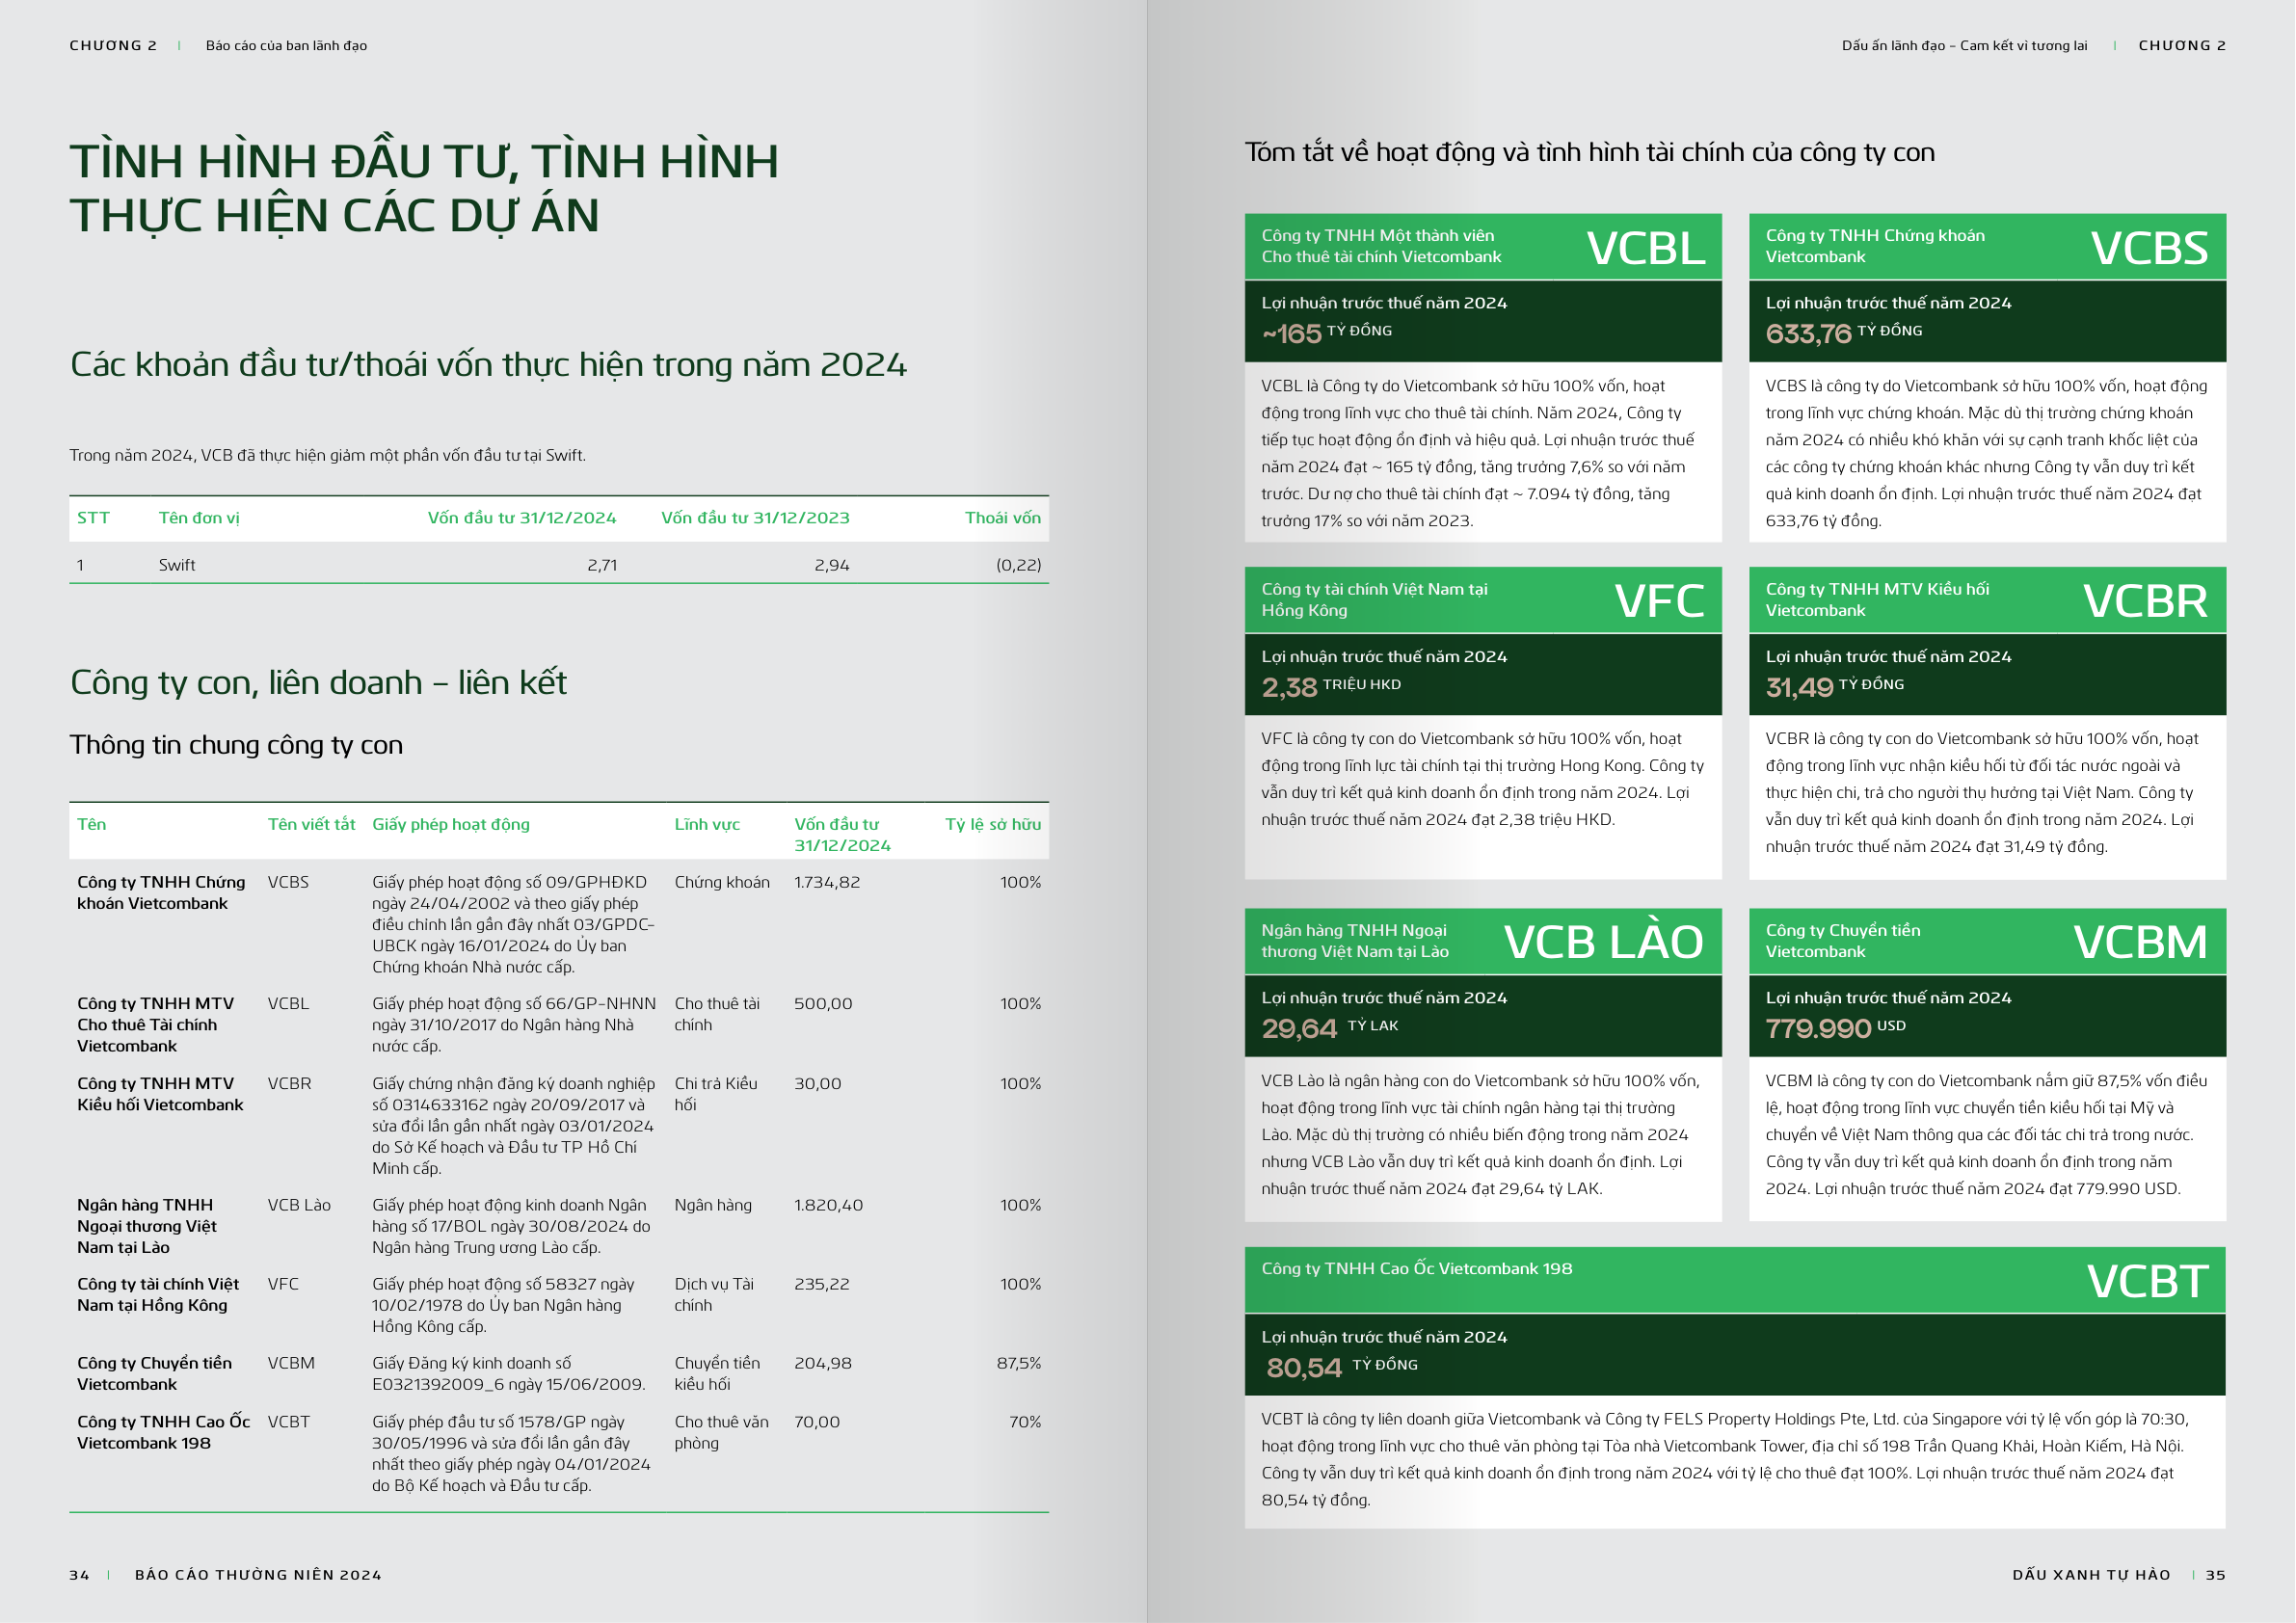 CHƯƠNG 2 | Báo cáo của ban lãnh đạo
TÌNH HÌNH ĐẦU TƯ, TÌNH HÌNH
THỰC HIỆN CÁC DỰ ÁN
Các khoản đầu tư/thoái vốn thực hiện trong năm 2024
Trong năm 2024, VCB đã thực hiện giảm một phần vốn đầu tư tại Swift.
STT Tên đơn vị Vốn đầu tư 31/12/2024 Vốn đầu tư 31/12/2023 Thoái vốn
1 Swift 2,71 2,94 (0,22)
Công ty con, liên doanh – liên kết
Thông tin chung công ty con
Tên Tên viết tắt Giấy phép hoạt động Lĩnh vực Vốn đầu tư Tỷ lệ sở hữu
31/12/2024
Công ty TNHH Chứng VCBS Giấy phép hoạt động số 09/GPHĐKD Chứng khoán 1.734,82 100%
khoán Vietcombank ngày 24/04/2002 và theo giấy phép
điều chỉnh lần gần đây nhất 03/GPDC–
UBCK ngày 16/01/2024 do Ủy ban
Chứng khoán Nhà nước cấp.
Công ty TNHH MTV VCBL Giấy phép hoạt động số 66/GP–NHNN Cho thuê tài 500,00 100%
Cho thuê Tài chính ngày 31/10/2017 do Ngân hàng Nhà chính
Vietcombank nước cấp.
Công ty TNHH MTV VCBR Giấy chứng nhận đăng ký doanh nghiệp Chi trả Kiều 30,00 100%
Kiều hối Vietcombank số 0314633162 ngày 20/09/2017 và hối
sửa đổi lần gần nhất ngày 03/01/2024
do Sở Kế hoạch và Đầu tư TP Hồ Chí
Minh cấp.
Ngân hàng TNHH VCB Lào Giấy phép hoạt động kinh doanh Ngân Ngân hàng 1.820,40 100%
Ngoại thương Việt hàng số 17/BOL ngày 30/08/2024 do
Nam tại Lào Ngân hàng Trung ương Lào cấp.
Công ty tài chính Việt VFC Giấy phép hoạt động số 58327 ngày Dịch vụ Tài 235,22 100%
Nam tại Hồng Kông 10/02/1978 do Ủy ban Ngân hàng chính
Hồng Kông cấp.
Công ty Chuyển tiền VCBM Giấy Đăng ký kinh doanh số Chuyển tiền 204,98 87,5%
Vietcombank E0321392009_6 ngày 15/06/2009. kiều hối
Công ty TNHH Cao Ốc VCBT Giấy phép đầu tư số 1578/GP ngày Cho thuê văn 70,00 70%
Vietcombank 198 30/05/1996 và sửa đổi lần gần đây phòng
nhất theo giấy phép ngày 04/01/2024
do Bộ Kế hoạch và Đầu tư cấp.
34 | BÁO CÁO THƯỜNG NIÊN 2024
Dấu ấn lãnh đạo – Cam kết vì tương lai | CHƯƠNG 2
Tóm tắt về hoạt động và tình hình tài chính của công ty con
Công ty TNHH Một thành viên
Cho thuê tài chính Vietcombank
VCBL
Lợi nhuận trước thuế năm 2024
~165 TỶ ĐỒNG
VCBL là Công ty do Vietcombank sở hữu 100% vốn, hoạt
động trong lĩnh vực cho thuê tài chính. Năm 2024, Công ty
tiếp tục hoạt động ổn định và hiệu quả. Lợi nhuận trước thuế
năm 2024 đạt ~ 165 tỷ đồng, tăng trưởng 7,6% so với năm
trước. Dư nợ cho thuê tài chính đạt ~ 7.094 tỷ đồng, tăng
trưởng 17% so với năm 2023.
Công ty TNHH Chứng khoán
Vietcombank
VCBS
Lợi nhuận trước thuế năm 2024
633,76 TỶ ĐỒNG
VCBS là công ty do Vietcombank sở hữu 100% vốn, hoạt động
trong lĩnh vực chứng khoán. Mặc dù thị trường chứng khoán
năm 2024 có nhiều khó khăn với sự cạnh tranh khốc liệt của
các công ty chứng khoán khác nhưng Công ty vẫn duy trì kết
quả kinh doanh ổn định. Lợi nhuận trước thuế năm 2024 đạt
633,76 tỷ đồng.
Công ty tài chính Việt Nam tại
Hồng Kông
VFC
Lợi nhuận trước thuế năm 2024
2,38 TRIỆU HKD
VFC là công ty con do Vietcombank sở hữu 100% vốn, hoạt
động trong lĩnh lực tài chính tại thị trường Hong Kong. Công ty
vẫn duy trì kết quả kinh doanh ổn định trong năm 2024. Lợi
nhuận trước thuế năm 2024 đạt 2,38 triệu HKD.
Công ty TNHH MTV Kiều hối
Vietcombank
VCBR
Lợi nhuận trước thuế năm 2024
31,49 TỶ ĐỒNG
VCBR là công ty con do Vietcombank sở hữu 100% vốn, hoạt
động trong lĩnh vực nhận kiều hối từ đối tác nước ngoài và
thực hiện chi, trả cho người thụ hưởng tại Việt Nam. Công ty
vẫn duy trì kết quả kinh doanh ổn định trong năm 2024. Lợi
nhuận trước thuế năm 2024 đạt 31,49 tỷ đồng.
Ngân hàng TNHH Ngoại
thương Việt Nam tại Lào
VCB LÀO
Lợi nhuận trước thuế năm 2024
29,64 TỶ LAK
VCB Lào là ngân hàng con do Vietcombank sở hữu 100% vốn,
hoạt động trong lĩnh vực tài chính ngân hàng tại thị trường
Lào. Mặc dù thị trường có nhiều biến động trong năm 2024
nhưng VCB Lào vẫn duy trì kết quả kinh doanh ổn định. Lợi
nhuận trước thuế năm 2024 đạt 29,64 tỷ LAK.
Công ty Chuyển tiền
Vietcombank
VCBM
Lợi nhuận trước thuế năm 2024
779.990 USD
VCBM là công ty con do Vietcombank nắm giữ 87,5% vốn điều
lệ, hoạt động trong lĩnh vực chuyển tiền kiều hối tại Mỹ và
chuyển về Việt Nam thông qua các đối tác chi trả trong nước.
Công ty vẫn duy trì kết quả kinh doanh ổn định trong năm
2024. Lợi nhuận trước thuế năm 2024 đạt 779.990 USD.
Công ty TNHH Cao Ốc Vietcombank 198
VCBT
Lợi nhuận trước thuế năm 2024
80,54 TỶ ĐỒNG
VCBT là công ty liên doanh giữa Vietcombank và Công ty FELS Property Holdings Pte, Ltd. của Singapore với tỷ lệ vốn góp là 70:30,
hoạt động trong lĩnh vực cho thuê văn phòng tại Tòa nhà Vietcombank Tower, địa chỉ số 198 Trần Quang Khải, Hoàn Kiếm, Hà Nội.
Công ty vẫn duy trì kết quả kinh doanh ổn định trong năm 2024 với tỷ lệ cho thuê đạt 100%. Lợi nhuận trước thuế năm 2024 đạt
80,54 tỷ đồng.
DẤU XANH TỰ HÀO | 35